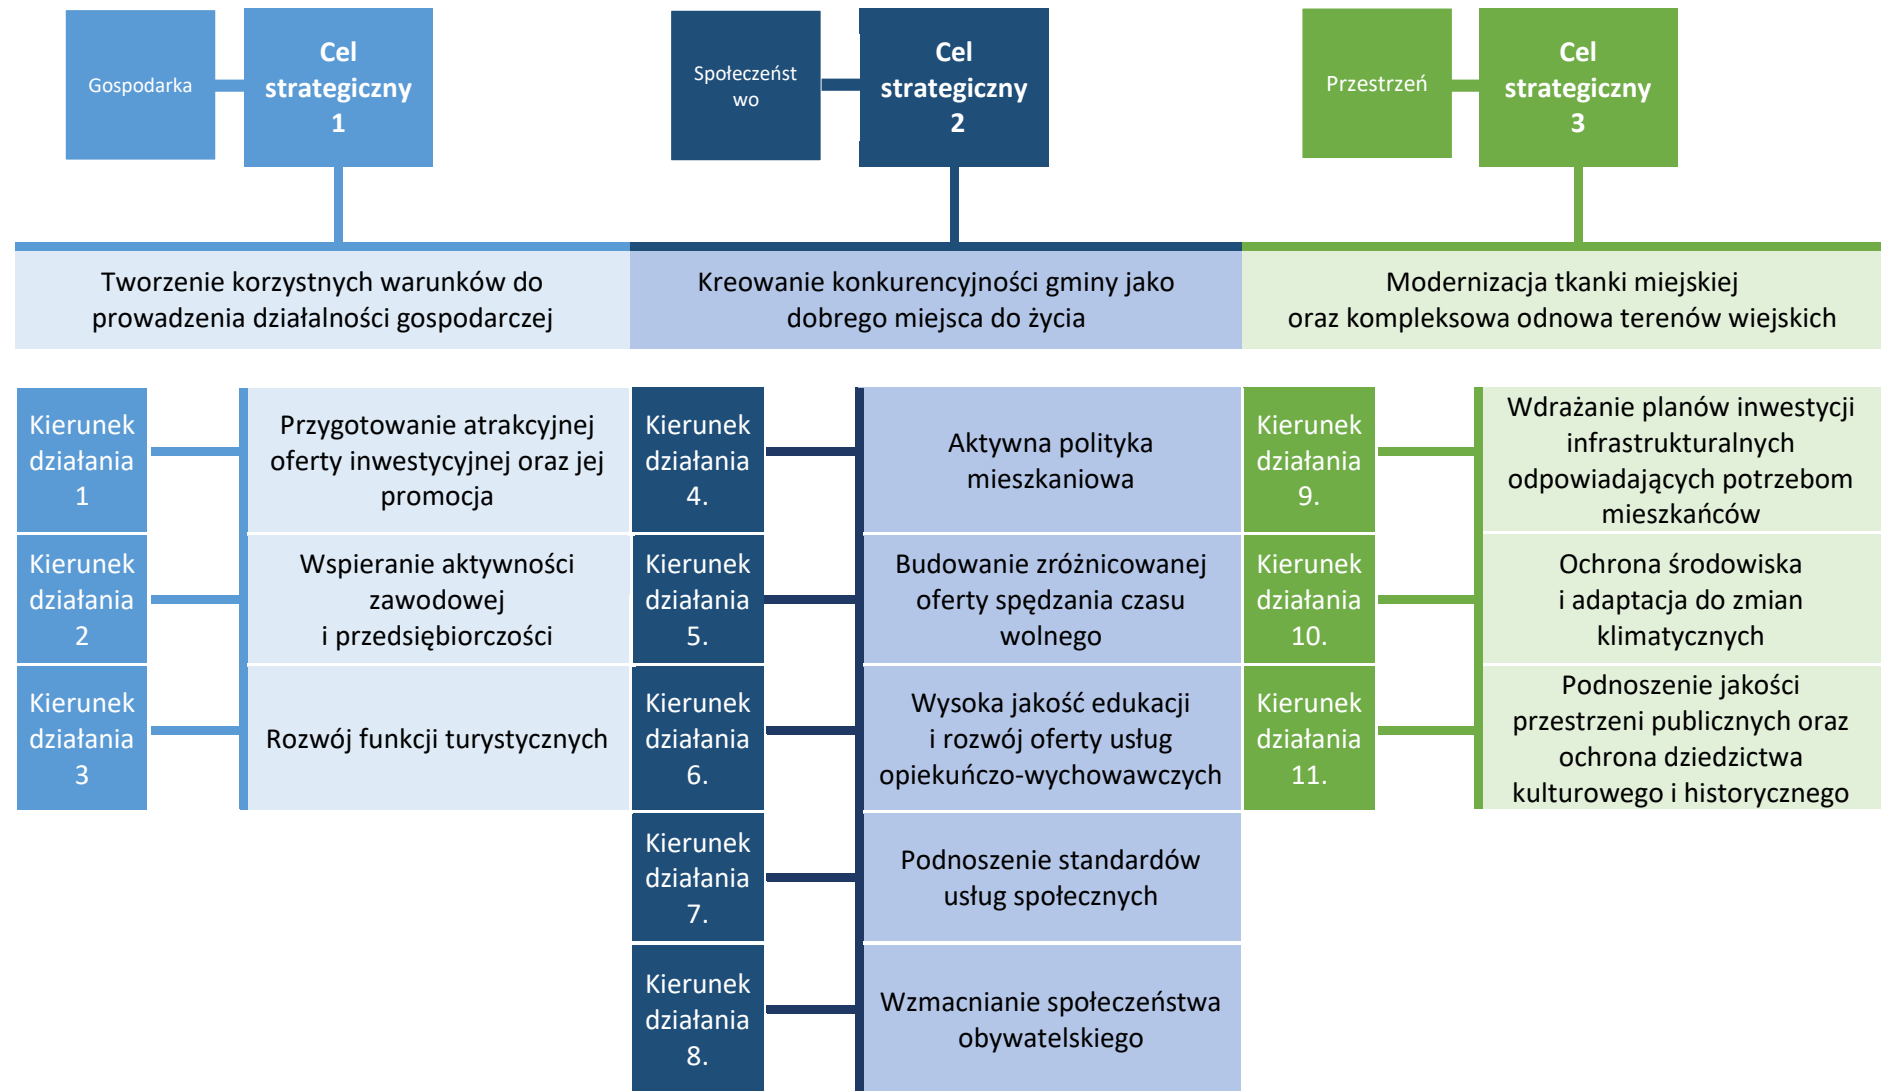 Gospodarka
Cel
strategiczny
1
Społeczeńst
wo
Cel
strategiczny
2
Przestrzeń
Cel
strategiczny
3
Tworzenie korzystnych warunków do
prowadzenia działalności gospodarczej
Kreowanie konkurencyjności gminy jako
dobrego miejsca do życia
Modernizacja tkanki miejskiej
oraz kompleksowa odnowa terenów wiejskich
Kierunek
działania
1
Przygotowanie atrakcyjnej
oferty inwestycyjnej oraz jej
promocja
Kierunek
działania
2
Wspieranie aktywności
zawodowej
i przedsiębiorczości
Kierunek
działania
3
Rozwój funkcji turystycznych
Kierunek
działania
4.
Aktywna polityka
mieszkaniowa
Kierunek
działania
5.
Budowanie zróżnicowanej
oferty spędzania czasu
wolnego
Kierunek
działania
6.
Wysoka jakość edukacji
i rozwój oferty usług
opiekuńczo-wychowawczych
Kierunek
działania
7.
Podnoszenie standardów
usług społecznych
Kierunek
działania
8.
Wzmacnianie społeczeństwa
obywatelskiego
Kierunek
działania
9.
Wdrażanie planów inwestycji
infrastrukturalnych
odpowiadających potrzebom
mieszkańców
Kierunek
działania
10.
Ochrona środowiska
i adaptacja do zmian
klimatycznych
Kierunek
działania
11.
Podnoszenie jakości
przestrzeni publicznych oraz
ochrona dziedzictwa
kulturowego i historycznego